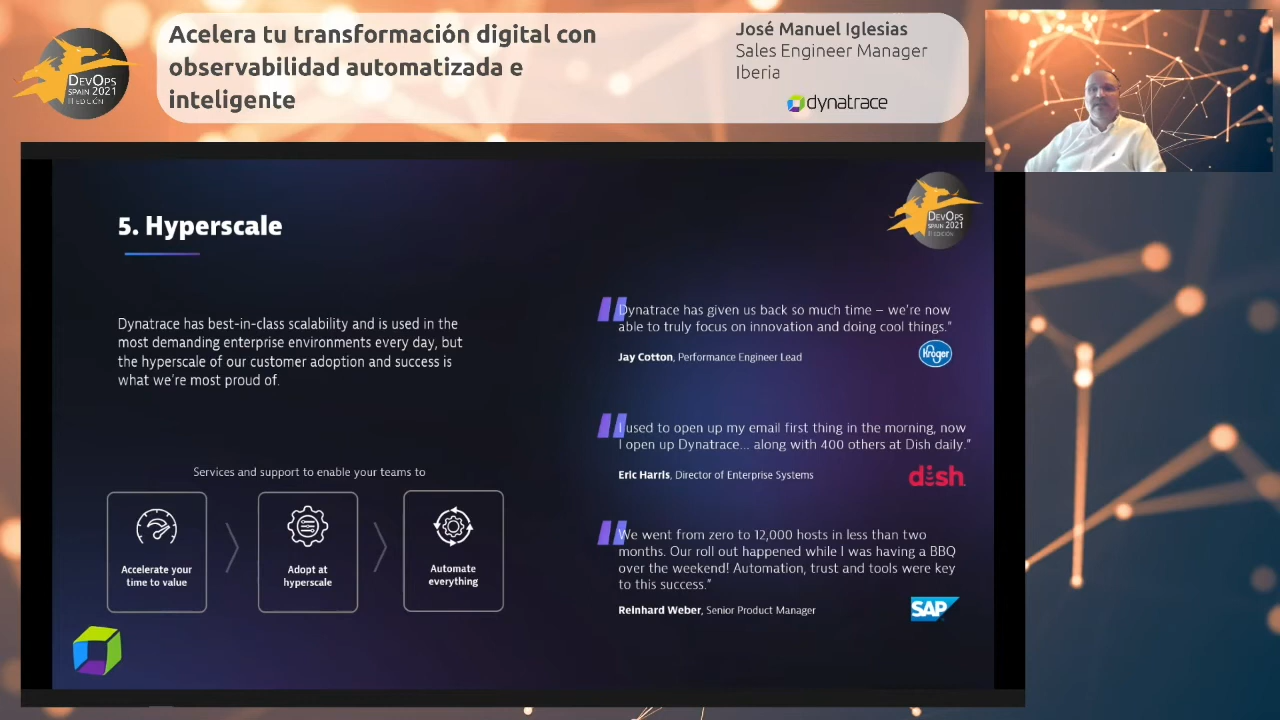 Acelera tu transformación digital con
observabilidad automatizada e
inteligente
José Manuel Iglesias
Sales Engineer Manager
Iberia
dynatrace
DevOps
SPAIN 2021
II EDICIÓN
5. Hyperscale
DevOps
SPAIN 2021
II EDICIÓN
Dynatrace has best-in-class scalability and is used in the
most demanding enterprise environments every day, but
the hyperscale of our customer adoption and success is
what we're most proud of.
Services and support to enable your teams to
Accelerate your
time to value
Adopt at
hyperscale
Automate
everything
Dynatrace has given us back so much time – we're now
able to truly focus on innovation and doing cool things."
Jay Cotton, Performance Engineer Lead
Kroger
I used to open up my email first thing in the morning, now
I open up Dynatrace... along with 400 others at Dish daily."
Eric Harris, Director of Enterprise Systems
dish
We went from zero to 12,000 hosts in less than two
months. Our roll out happened while I was having a BBQ
over the weekend! Automation, trust and tools were key
to this success."
Reinhard Weber, Senior Product Manager
SAP